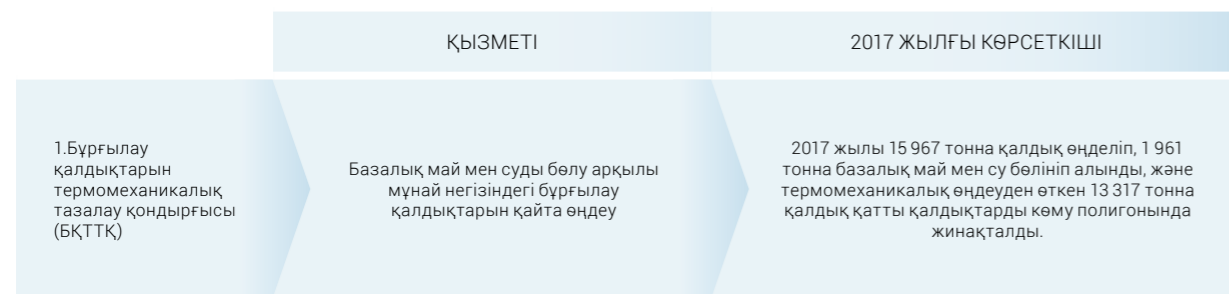 ҚЫЗМЕТІ
2017 ЖЫЛҒЫ КӨРСЕТКІШІ
1.Бұрғылау
қалдықтарын
термомеханикалық
тазалау қондырғысы
(БҚТТҚ)
Базалық май мен суды бөлу арқылы
мұнай негізіндегі бұрғылау
қалдықтарын қайта өңдеу
2017 жылы 15 967 тонна қалдық өңделіп, 1 961
тонна базалық май мен су бөлініп алынды, және
термомеханикалық өңдеуден өткен 13 317 тонна
қалдық қатты қалдықтарды көму полигонында
жинақталды.